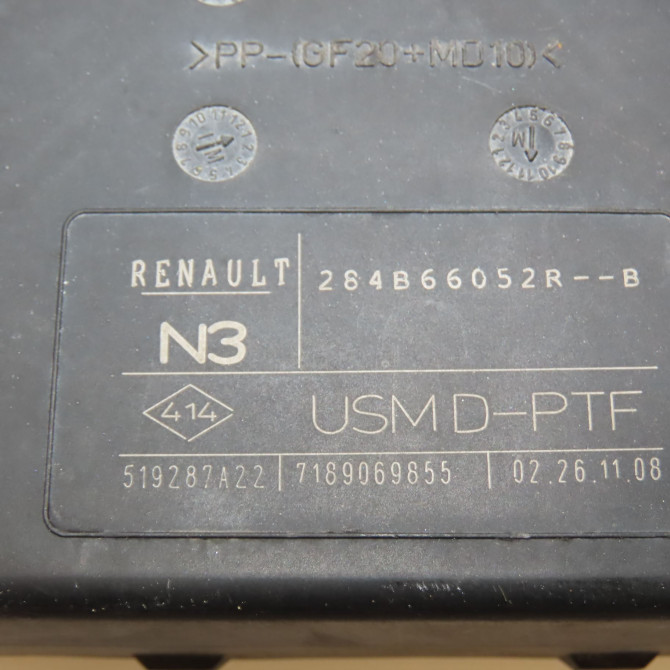 >PP-(GF20+MD10)<
RENAULT 284B66052R--B
N3
414 USM D-PTF
519287A22 7189069855 02.26.11.08